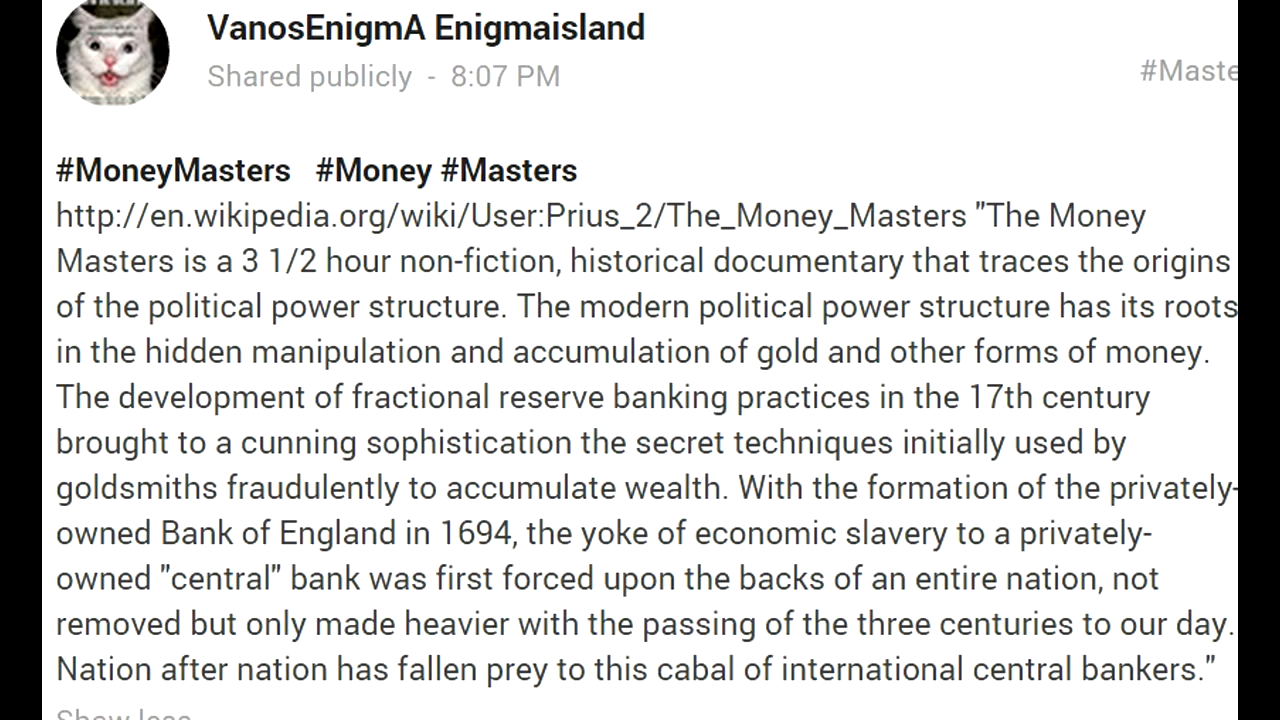 VanosEnigmA Enigmaisland
Shared publicly - 8:07 PM
#Maste
#MoneyMasters #Money #Masters
http://en.wikipedia.org/wiki/User:Prius_2/The_Money_Masters "The Money
Masters is a 3 1/2 hour non-fiction, historical documentary that traces the origins
of the political power structure. The modern political power structure has its roots
in the hidden manipulation and accumulation of gold and other forms of money.
The development of fractional reserve banking practices in the 17th century
brought to a cunning sophistication the secret techniques initially used by
goldsmiths fraudulently to accumulate wealth. With the formation of the privately-
owned Bank of England in 1694, the yoke of economic slavery to a privately-
owned "central" bank was first forced upon the backs of an entire nation, not
removed but only made heavier with the passing of the three centuries to our day.
Nation after nation has fallen prey to this cabal of international central bankers."
Show less